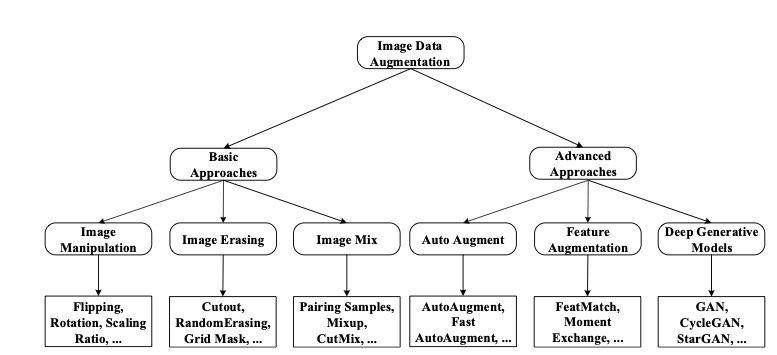 Image Data
Augmentation
Basic
Approaches
Advanced
Approaches
Image
Manipulation
Image Erasing
Image Mix
Auto Augment
Feature
Augmentation
Deep Generative
Models
Flipping,
Rotation, Scaling
Ratio, ...
Cutout,
RandomErasing,
Grid Mask, ...
Pairing Samples,
Mixup,
CutMix, ...
AutoAugment,
Fast
AutoAugment, ...
FeatMatch,
Moment
Exchange, ...
GAN,
CycleGAN,
StarGAN, ...